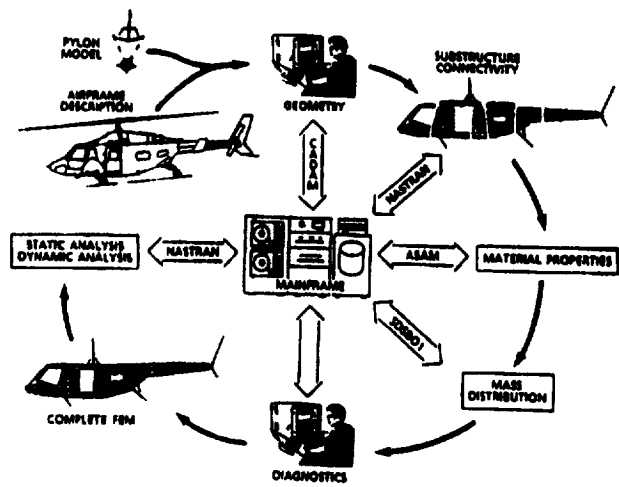 PYLON
MODEL
AIRFRAME
DESCRIPTION
GEOMETRY
SUBSTRUCTURE
CONNECTIVITY
CADAM
NASTRAN
STATIC ANALYSIS
DYNAMIC ANALYSIS
NASTRAN
MAINFRAME
ASAM
MATERIAL PROPERTIES
MASS
DISTRIBUTION
COMPLETE FEM
DIAGNOSTICS